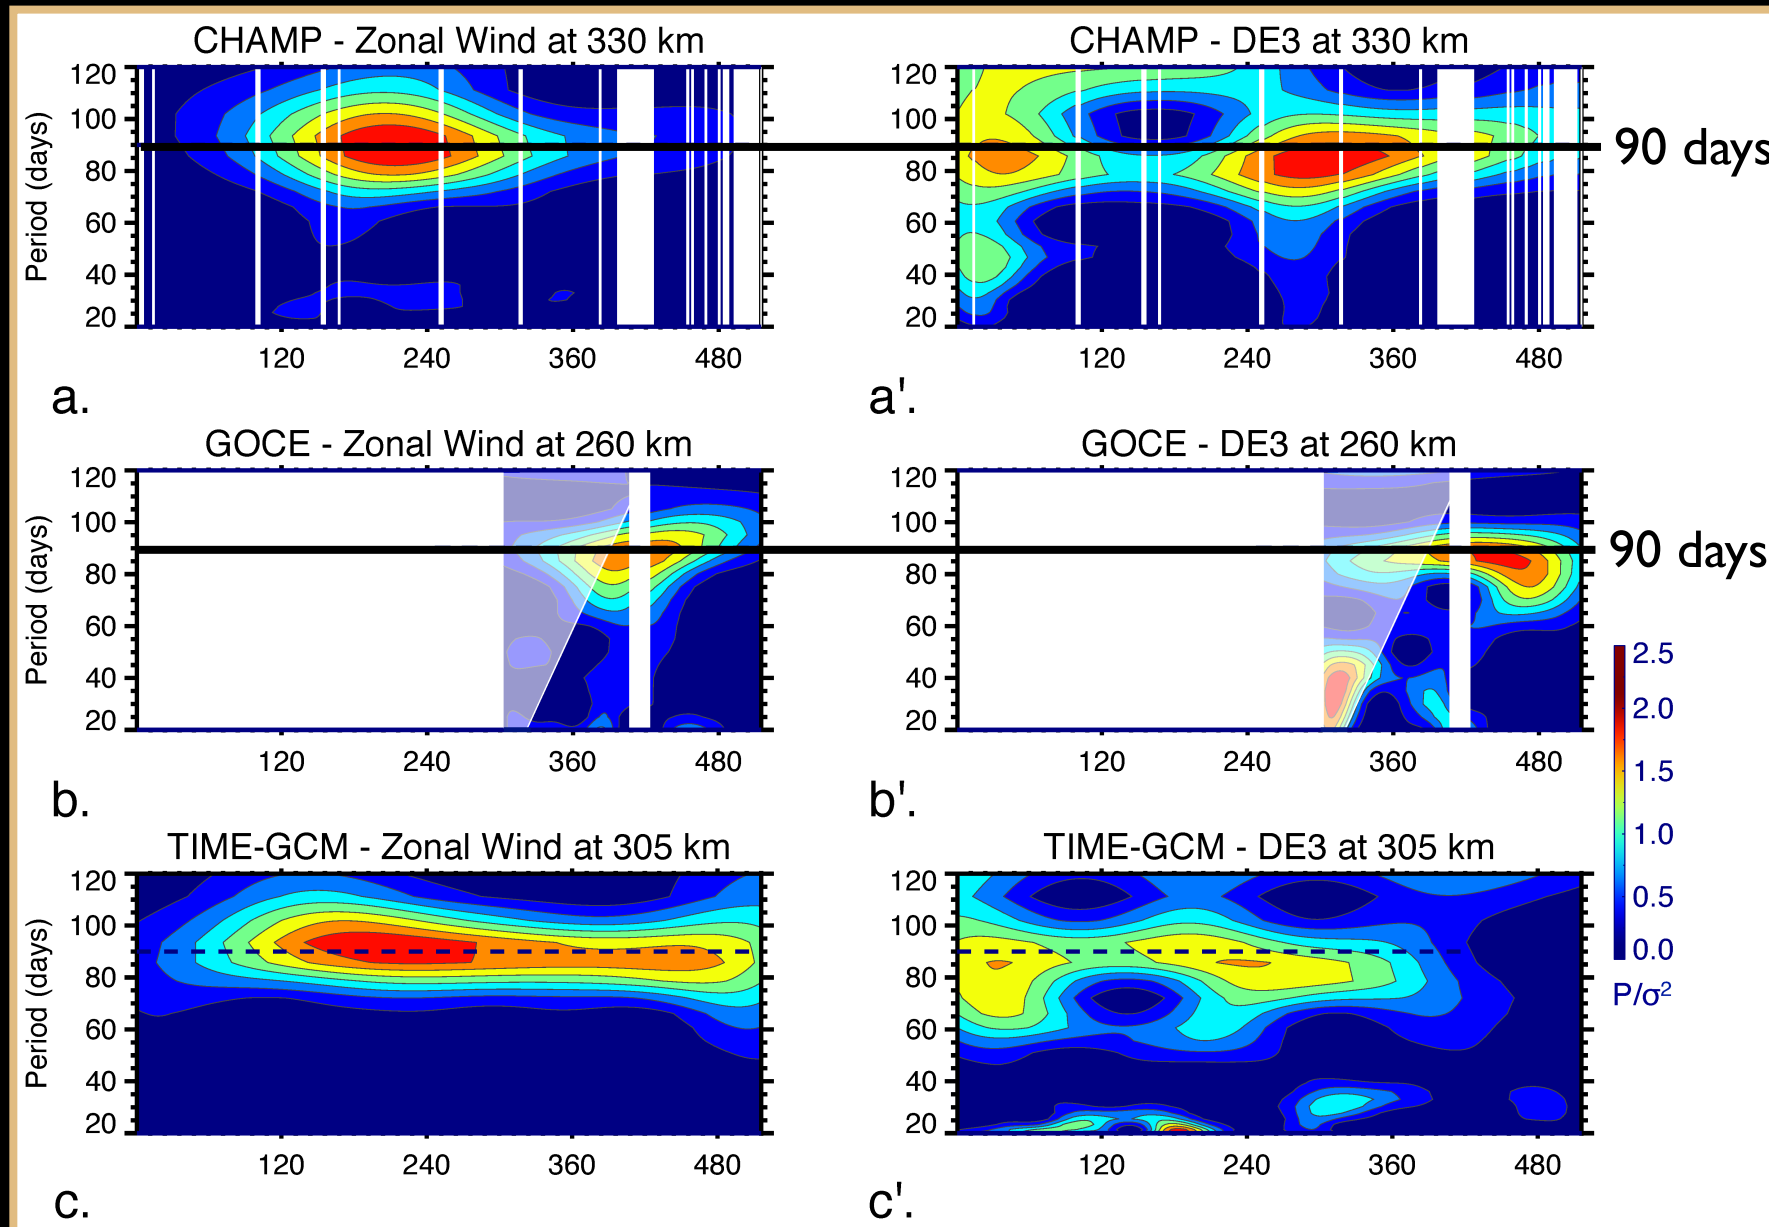 CHAMP - Zonal Wind at 330 km
CHAMP - DE3 at 330 km
Period (days)
120
100
80
60
40
20
120 240 360 480
120
100
80
60
40
20
120 240 360 480
90 days
a.
a'.
GOCE - Zonal Wind at 260 km
GOCE - DE3 at 260 km
Period (days)
120
100
80
60
40
20
120 240 360 480
120
100
80
60
40
20
120 240 360 480
90 days
b.
b'.
2.5
2.0
1.5
1.0
0.5
0.0
P/σ²
TIME-GCM - Zonal Wind at 305 km
TIME-GCM - DE3 at 305 km
Period (days)
120
100
80
60
40
20
120 240 360 480
120
100
80
60
40
20
120 240 360 480
c.
c'.